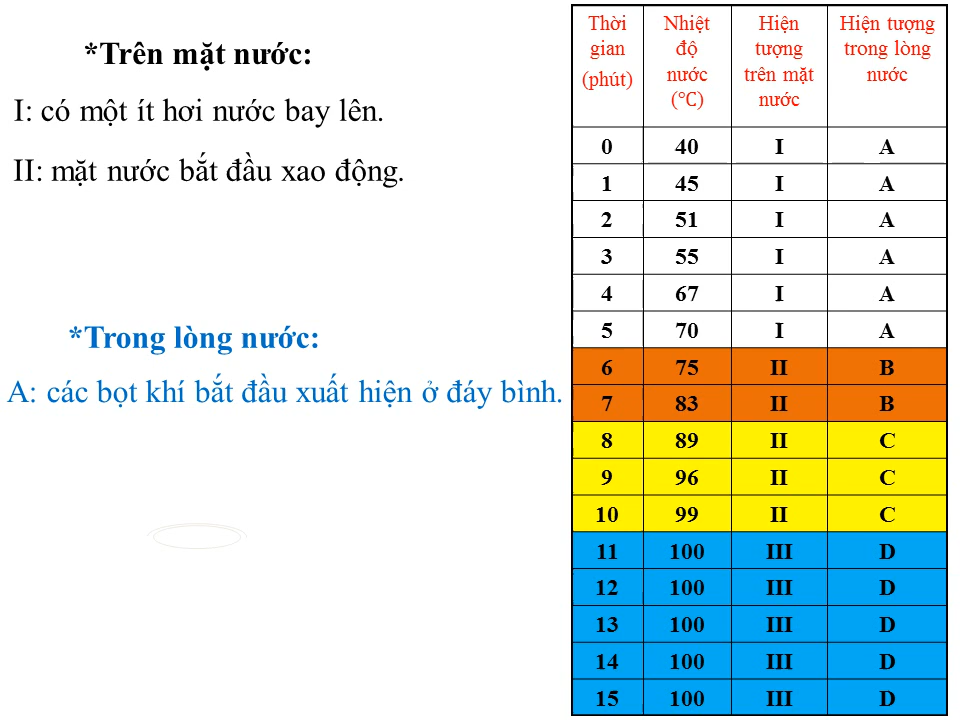 *Trên mặt nước:
I: có một ít hơi nước bay lên.
II: mặt nước bắt đầu xao động.
*Trong lòng nước:
A: các bọt khí bắt đầu xuất hiện ở đáy bình.
Thời gian (phút) Nhiệt độ nước (°C) Hiện tượng trên mặt nước Hiện tượng trong lòng nước
0 40 I A
1 45 I A
2 51 I A
3 55 I A
4 67 I A
5 70 I A
6 75 II B
7 83 II B
8 89 II C
9 96 II C
10 99 II C
11 100 III D
12 100 III D
13 100 III D
14 100 III D
15 100 III D